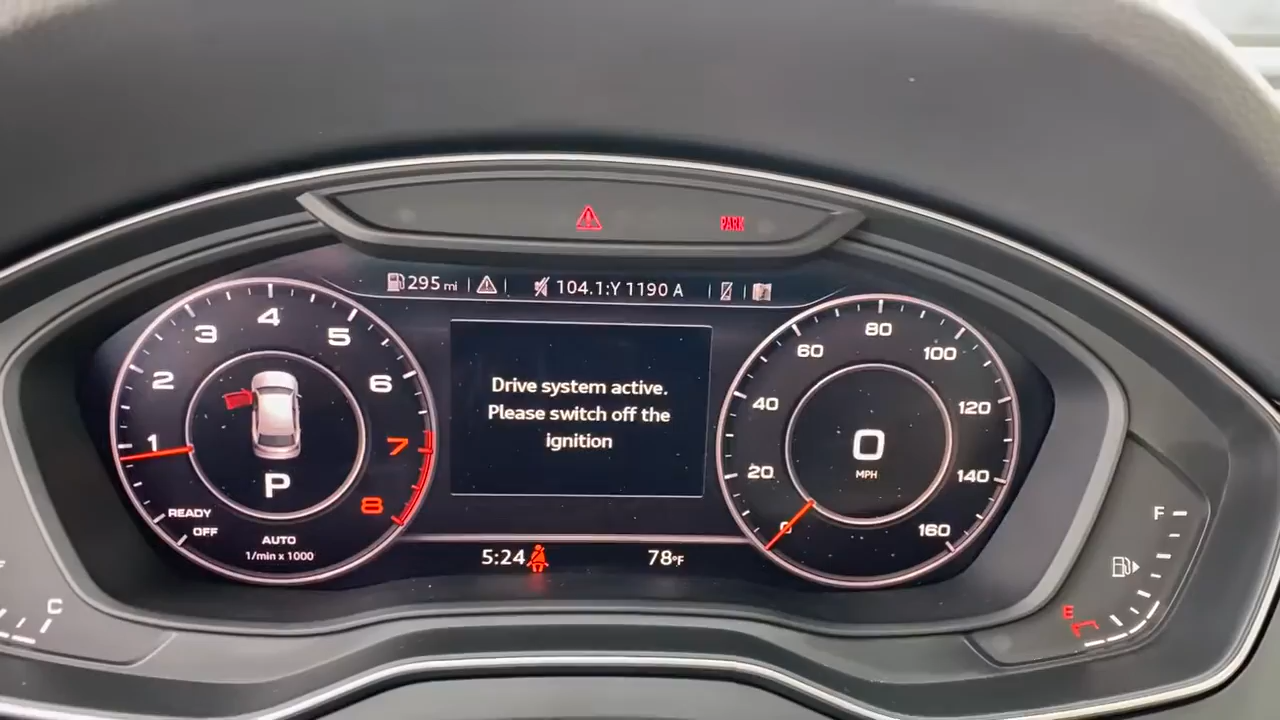 PARK
295 mi
104.1:Y 1190 A
1
2
3
4
5
6
7
8
P
READY
OFF
AUTO
1/min x 1000
Drive system active.
Please switch off the
ignition
5:24
78°F
0
20
40
60
80
100
120
140
160
0
MPH
C
F
E